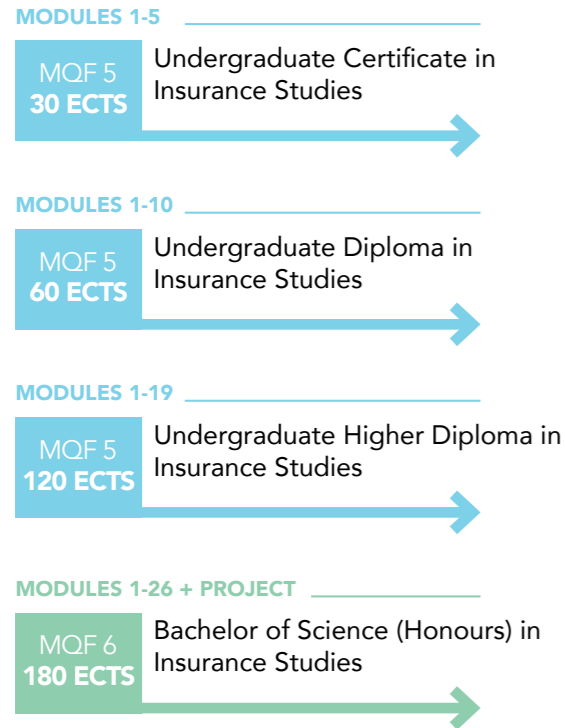 MODULES 1-5
MQF 5
30 ECTS
Undergraduate Certificate in
Insurance Studies
MODULES 1-10
MQF 5
60 ECTS
Undergraduate Diploma in
Insurance Studies
MODULES 1-19
MQF 5
120 ECTS
Undergraduate Higher Diploma in
Insurance Studies
MODULES 1-26 + PROJECT
MQF 6
180 ECTS
Bachelor of Science (Honours) in
Insurance Studies